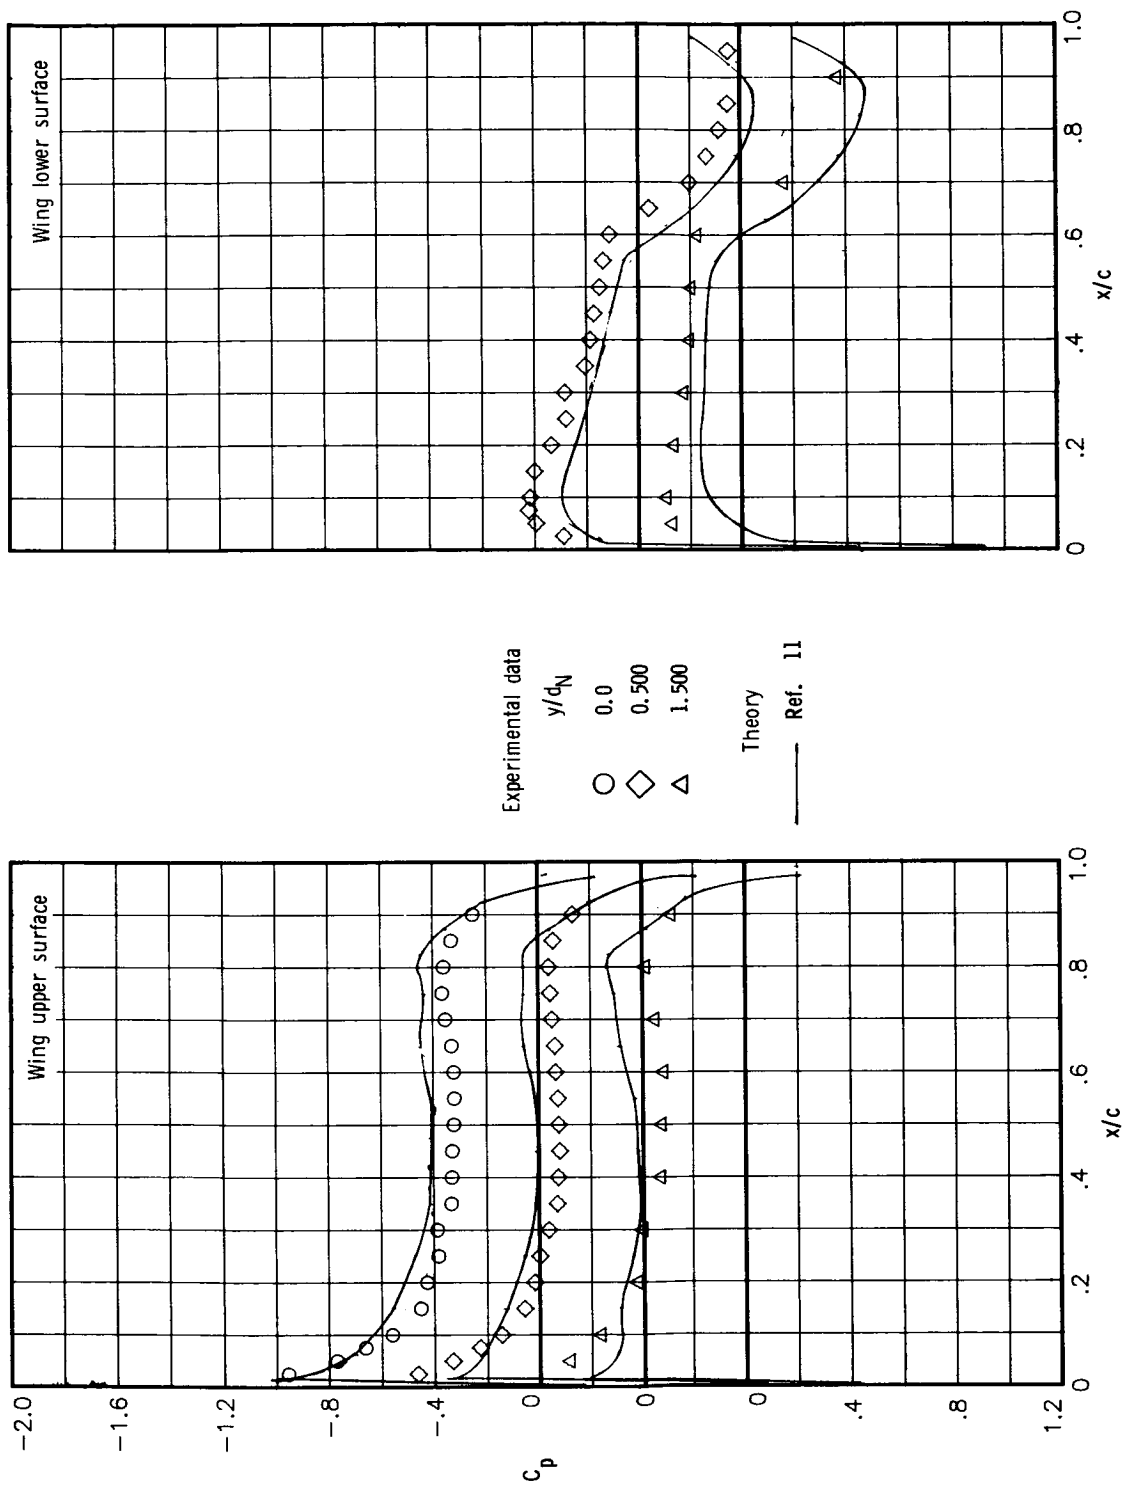 Wing upper surface
-2.0
-1.6
-1.2
-.8
-.4
0
0
0
.4
.8
1.2
Cp
0
.2
.4
.6
.8
1.0
x/c
Experimental data
y/dN
0.0
0.500
1.500
Theory
Ref. 11
Wing lower surface
0
.2
.4
.6
.8
1.0
x/c